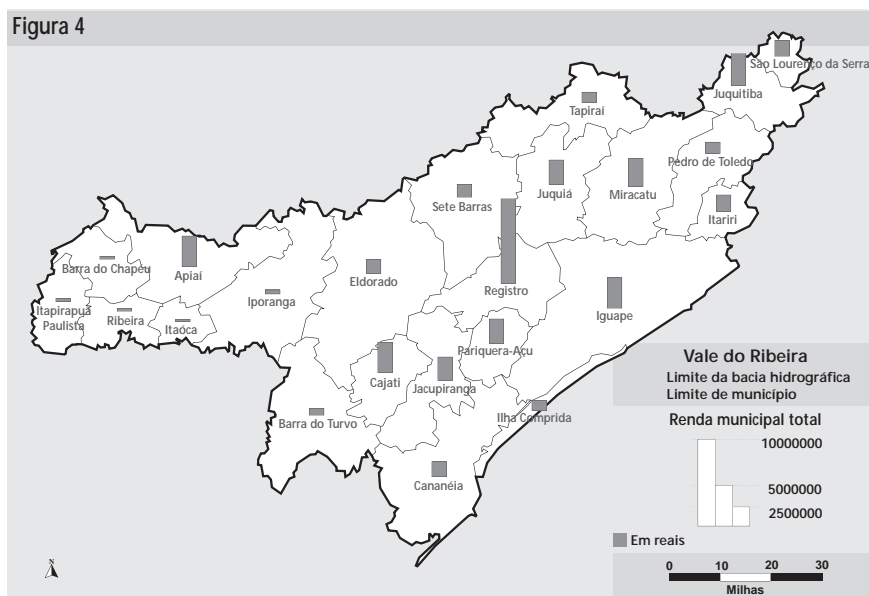 Figura 4
São Lourenço da Serra
Juquitiba
Tapiraí
Pedro de Toledo
Juquiá
Miracatu
Sete Barras
Itariri
Barra do Chapéu
Apiaí
Eldorado
Registro
Iporanga
Itapirapuã
Paulista
Ribeira
Itaóca
Iguape
Pariquera-Açu
Cajati
Jacupiranga
Ilha Comprida
Barra do Turvo
Cananéia
Vale do Ribeira
Limite da bacia hidrográfica
Limite de município
Renda municipal total
10000000
5000000
2500000
Em reais
N
0 10 20 30
Milhas